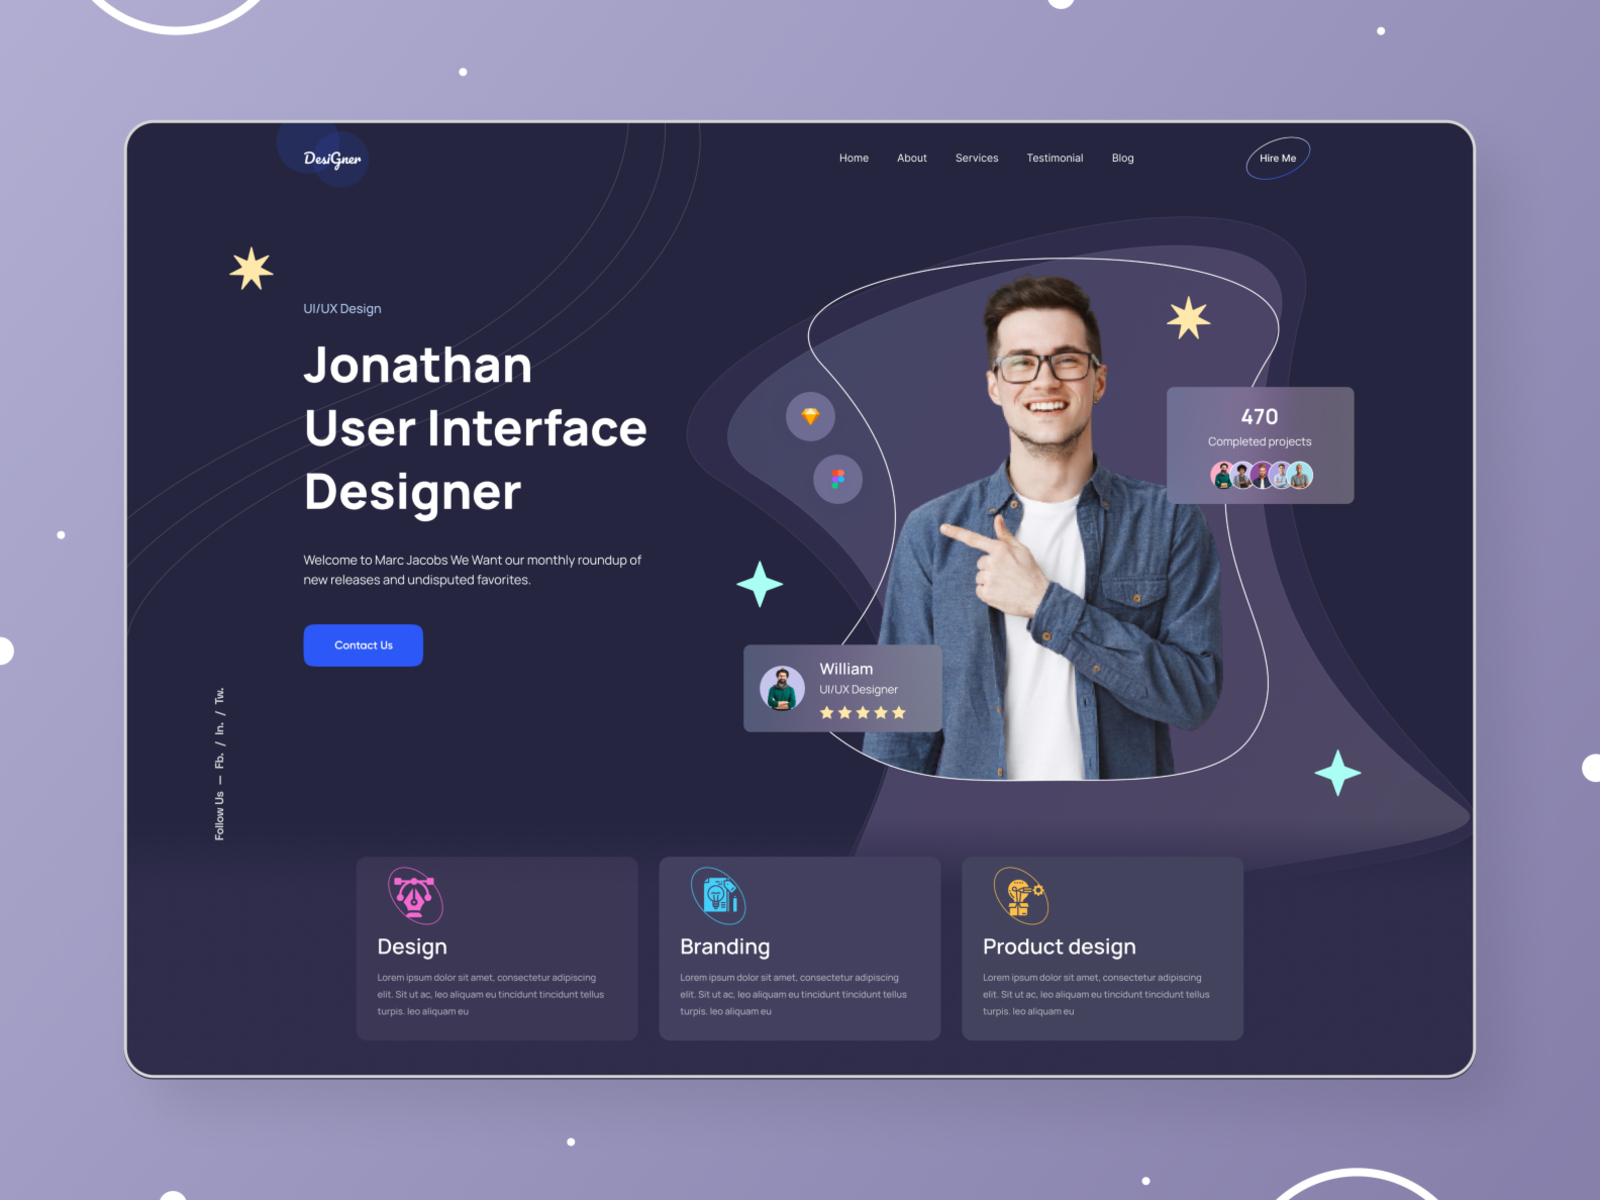 DesiGner
Home About Services Testimonial Blog
Hire Me
UI/UX Design
Jonathan
User Interface
Designer
Welcome to Marc Jacobs We Want our monthly roundup of
new releases and undisputed favorites.
Contact Us
Follow Us — Fb. / In. / Tw.
470
Completed projects
William
UI/UX Designer
Design
Lorem ipsum dolor sit amet, consectetur adipiscing
elit. Sit ut ac, leo aliquam eu tincidunt tincidunt tellus
turpis. leo aliquam eu
Branding
Lorem ipsum dolor sit amet, consectetur adipiscing
elit. Sit ut ac, leo aliquam eu tincidunt tincidunt tellus
turpis. leo aliquam eu
Product design
Lorem ipsum dolor sit amet, consectetur adipiscing
elit. Sit ut ac, leo aliquam eu tincidunt tincidunt tellus
turpis. leo aliquam eu